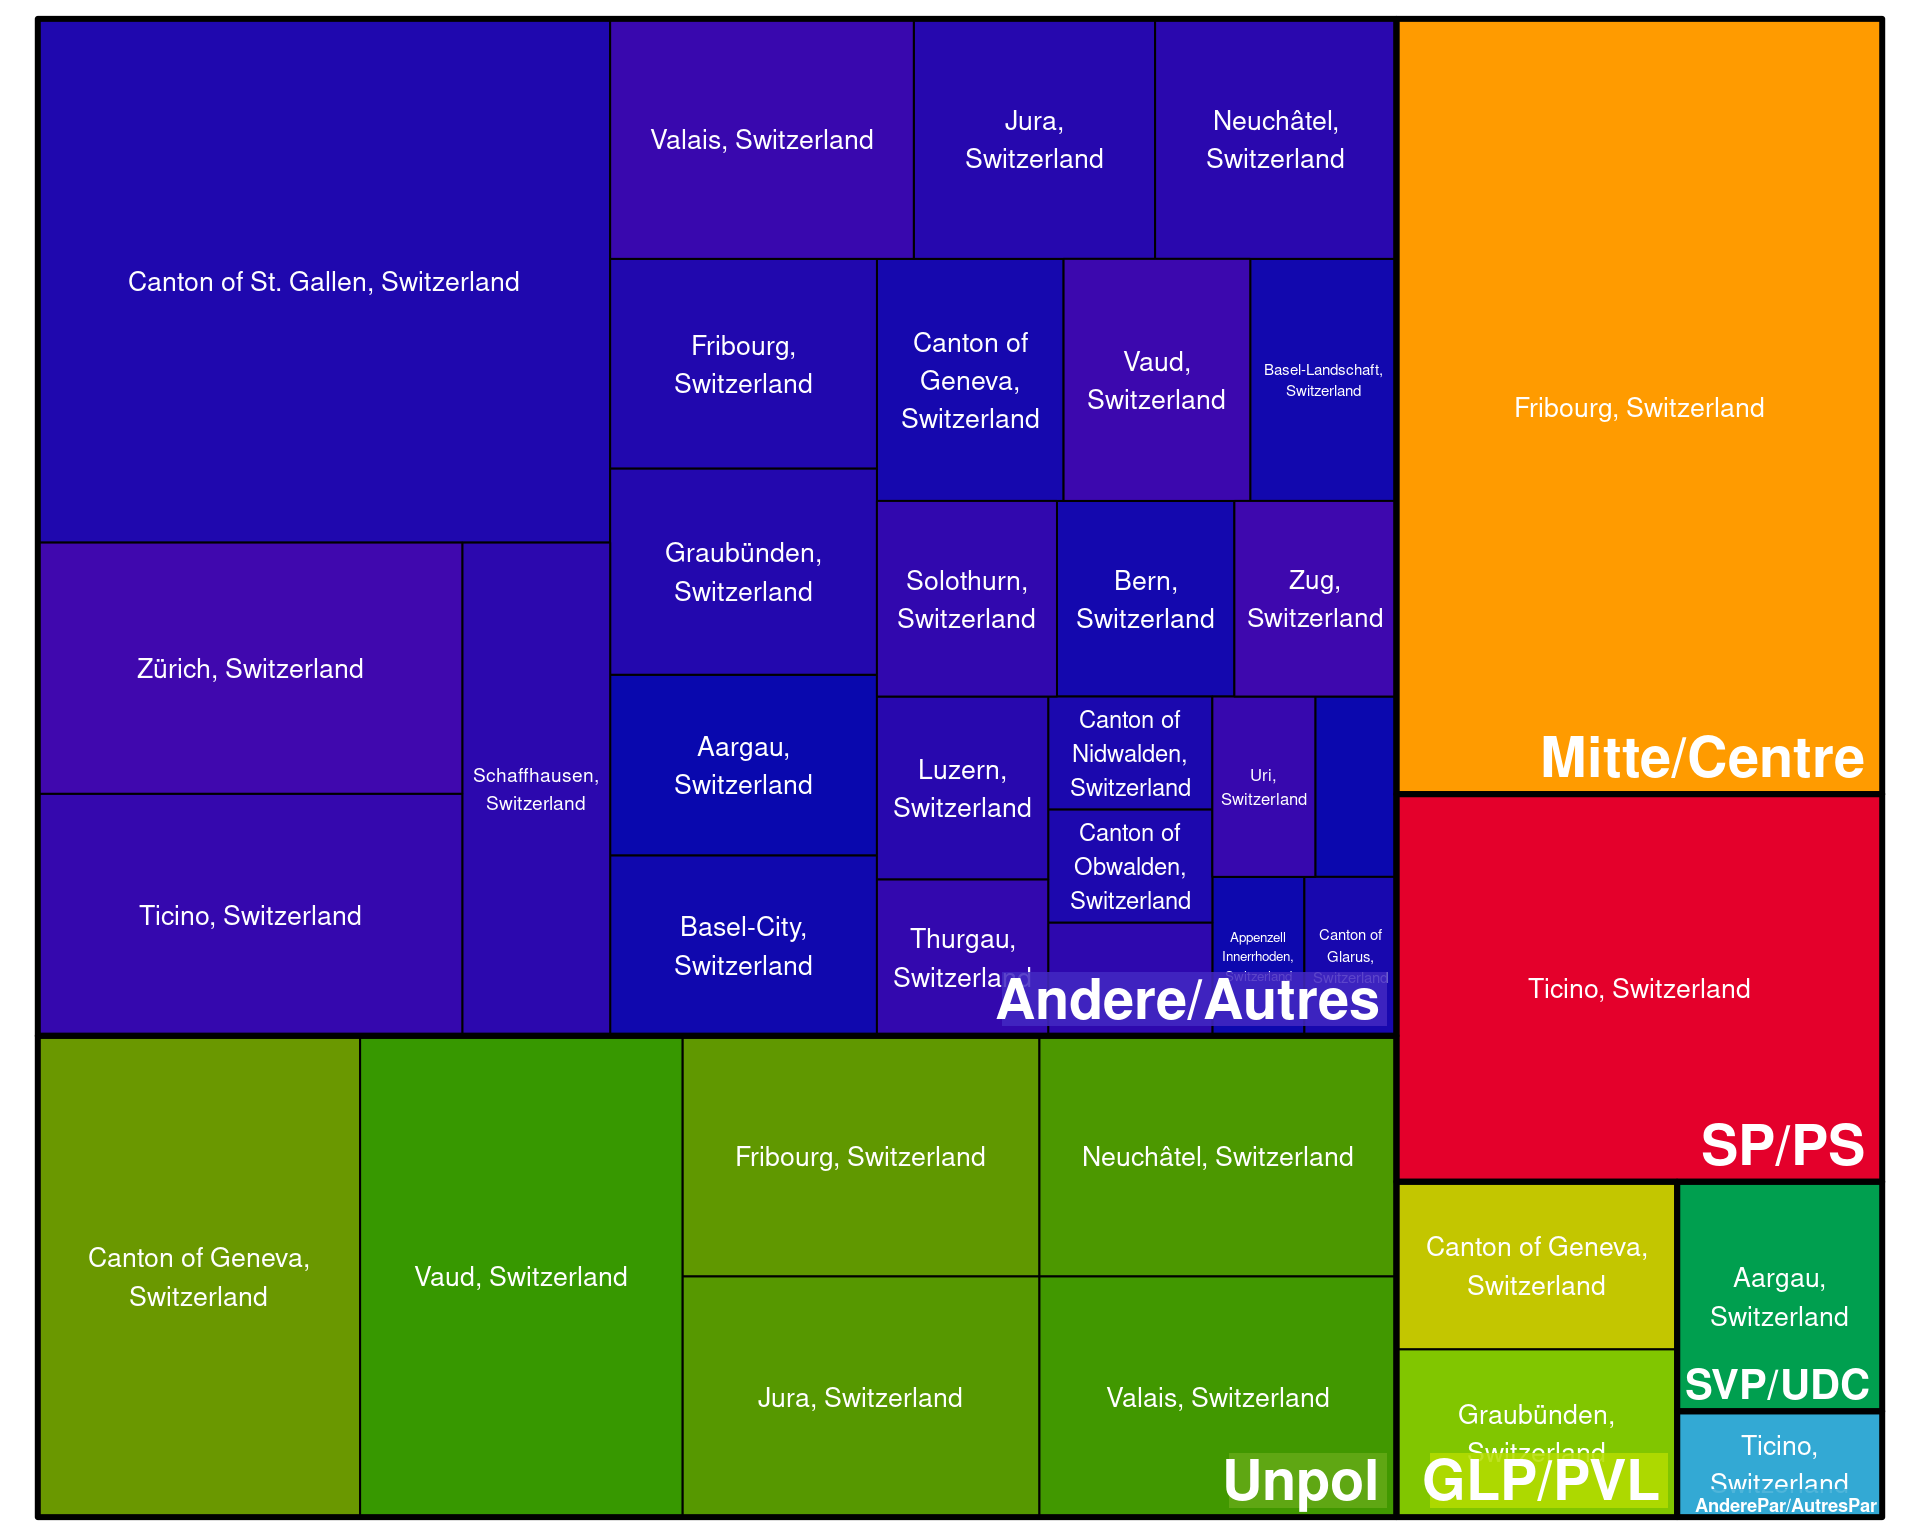 Canton of St. Gallen, Switzerland
Valais, Switzerland
Jura,
Switzerland
Neuchâtel,
Switzerland
Fribourg,
Switzerland
Canton of
Geneva,
Switzerland
Vaud,
Switzerland
Basel-Landschaft,
Switzerland
Graubünden,
Switzerland
Solothurn,
Switzerland
Bern,
Switzerland
Zug,
Switzerland
Zürich, Switzerland
Schaffhausen,
Switzerland
Ticino, Switzerland
Aargau,
Switzerland
Basel-City,
Switzerland
Luzern,
Switzerland
Canton of
Nidwalden,
Switzerland
Uri,
Switzerland
Canton of
Obwalden,
Switzerland
Thurgau,
Switzerland
Appenzell
Innerrhoden,
Switzerland
Canton of
Glarus,
Switzerland
Andere/Autres
Fribourg, Switzerland
Mitte/Centre
Ticino, Switzerland
SP/PS
Canton of Geneva,
Switzerland
Vaud, Switzerland
Fribourg, Switzerland
Neuchâtel, Switzerland
Jura, Switzerland
Valais, Switzerland
Unpol
Canton of Geneva,
Switzerland
Graubünden,
Switzerland
GLP/PVL
Aargau,
Switzerland
SVP/UDC
Ticino,
Switzerland
AnderePar/AutresPar